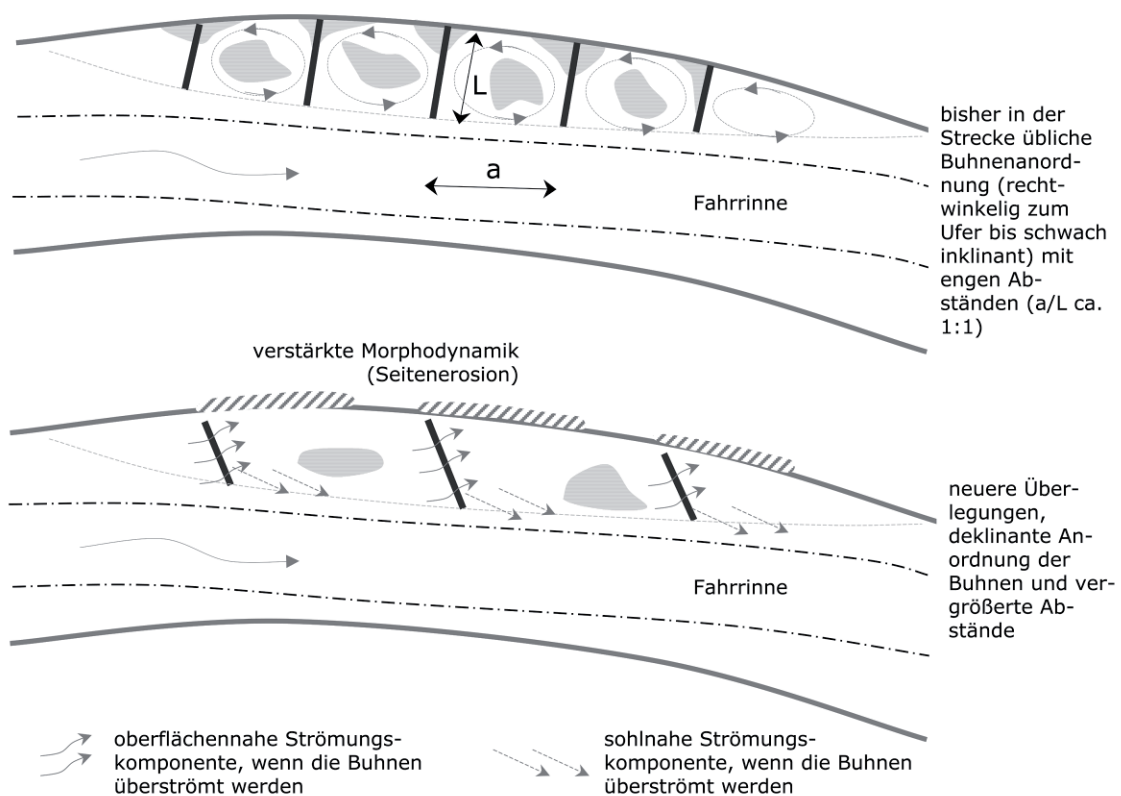 L
a
Fahrrinne
bisher in der
Strecke übliche
Buhnenanord-
nung (recht-
winkelig zum
Ufer bis schwach
inklinant) mit
engen Ab-
ständen (a/L ca.
1:1)
verstärkte Morphodynamik
(Seitenerosion)
Fahrrinne
neuere Über-
legungen,
deklinante An-
ordnung der
Buhnen und ver-
größerte Ab-
stände
oberflächennahe Strömungs-
komponente, wenn die Buhnen
überströmt werden
sohlnahe Strömungs-
komponente, wenn die Buhnen
überströmt werden